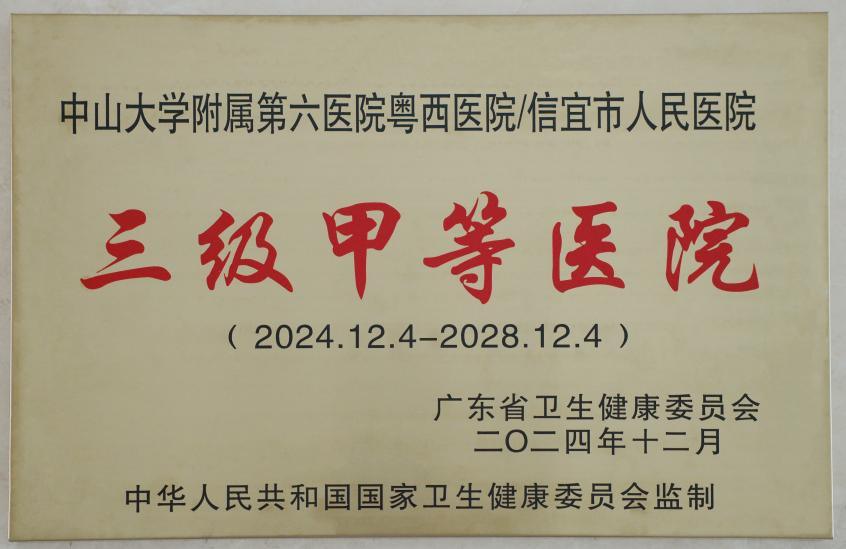 中山大学附属第六医院粤西医院/信宜市人民医院
三级甲等医院
（2024.12.4-2028.12.4）
广东省卫生健康委员会
二〇二四年十二月
中华人民共和国国家卫生健康委员会监制